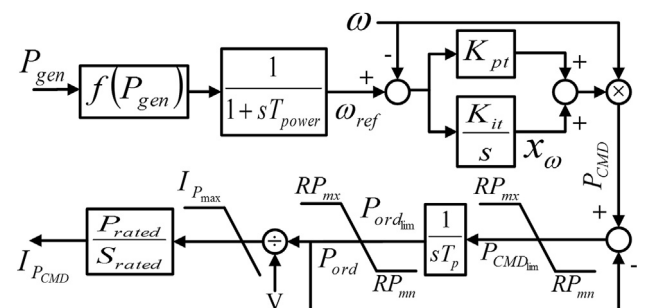 ω
P_gen
f(P_gen)
1
1+sT_power
+
ω_ref
-
K_pt
K_it
s
x_ω
+
+
×
P_CMD
+
-
RP_mx
RP_mn
P_CMD_lim
1
sT_p
P_ord_lim
RP_mx
RP_mn
P_ord
÷
V
I_P_max
P_rated
S_rated
I_P_CMD